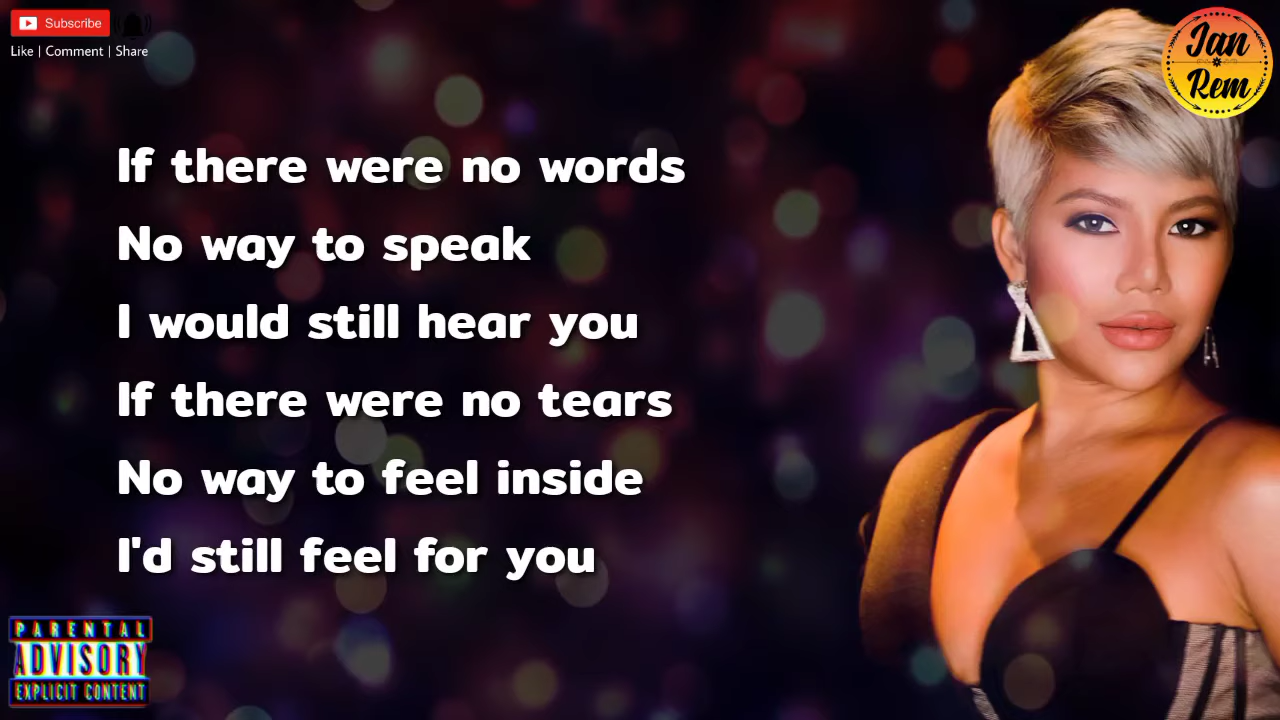 Subscribe
Like | Comment | Share
Jan
Rem
If there were no words
No way to speak
I would still hear you
If there were no tears
No way to feel inside
I'd still feel for you
PARENTAL
ADVISORY
EXPLICIT CONTENT